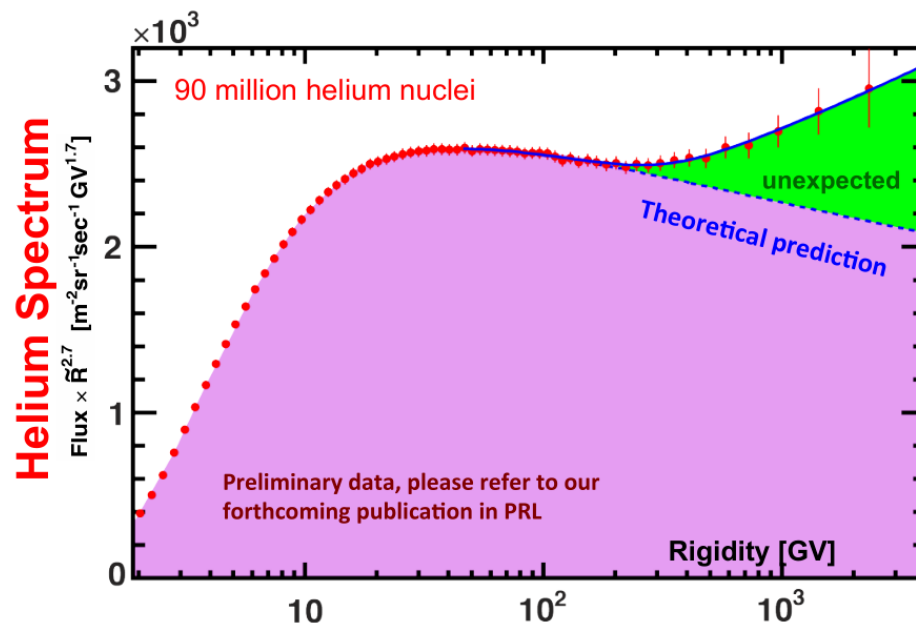 ×10³
3
2
1
0
Helium Spectrum
Flux × R̃²·⁷ [m⁻²sr⁻¹sec⁻¹ GV¹·⁷]
90 million helium nuclei
unexpected
Theoretical prediction
Preliminary data, please refer to our
forthcoming publication in PRL
Rigidity [GV]
10
10²
10³